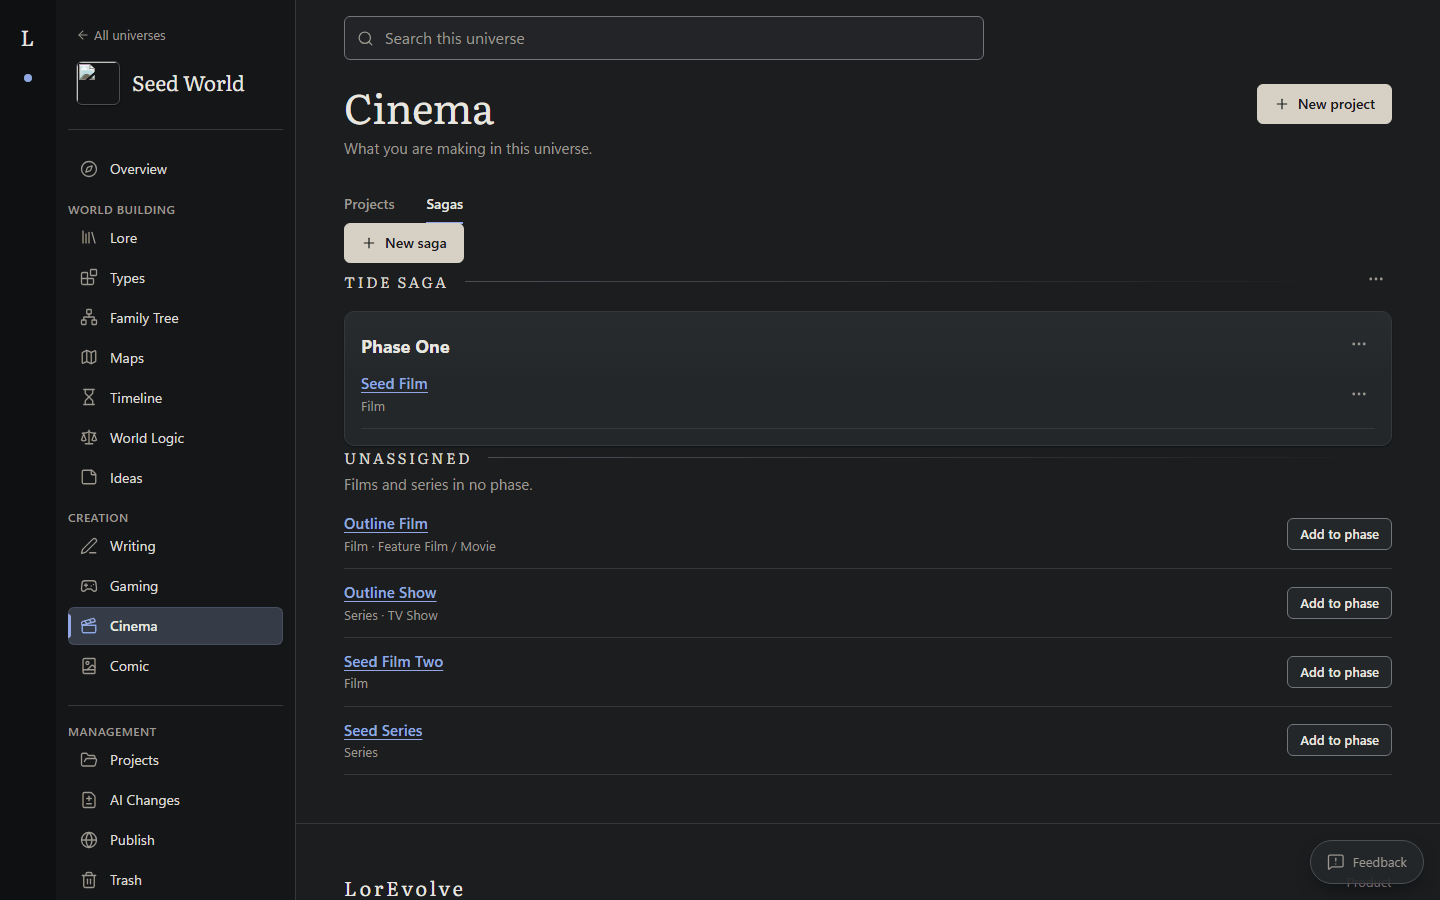 L
All universes
Seed World
Overview
WORLD BUILDING
Lore
Types
Family Tree
Maps
Timeline
World Logic
Ideas
CREATION
Writing
Gaming
Cinema
Comic
MANAGEMENT
Projects
AI Changes
Publish
Trash
Search this universe
Cinema
New project
What you are making in this universe.
Projects Sagas
New saga
TIDE SAGA
Phase One
Seed Film
Film
UNASSIGNED
Films and series in no phase.
Outline Film
Film · Feature Film / Movie
Add to phase
Outline Show
Series · TV Show
Add to phase
Seed Film Two
Film
Add to phase
Seed Series
Series
Add to phase
LorEvolve
Feedback
Product